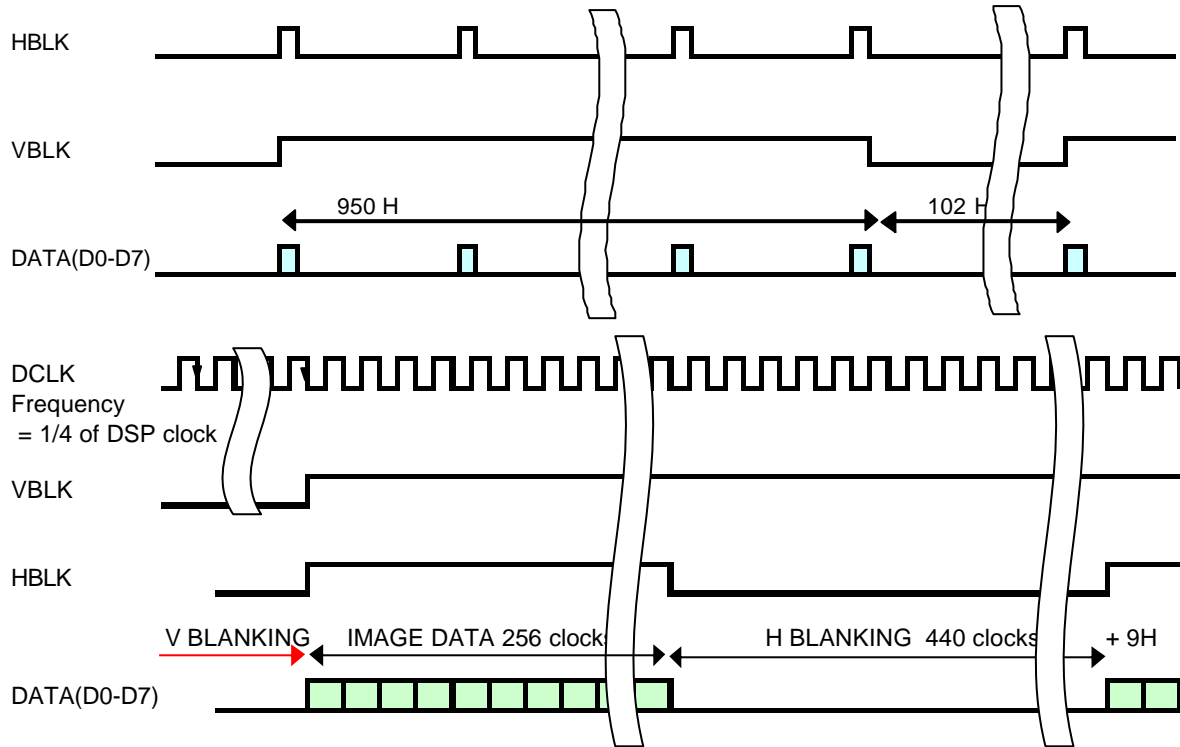 HBLK
VBLK
950 H
102 H
DATA(D0-D7)
DCLK
Frequency
= 1/4 of DSP clock
VBLK
HBLK
V BLANKING
IMAGE DATA 256 clocks
H BLANKING 440 clocks
+ 9H
DATA(D0-D7)